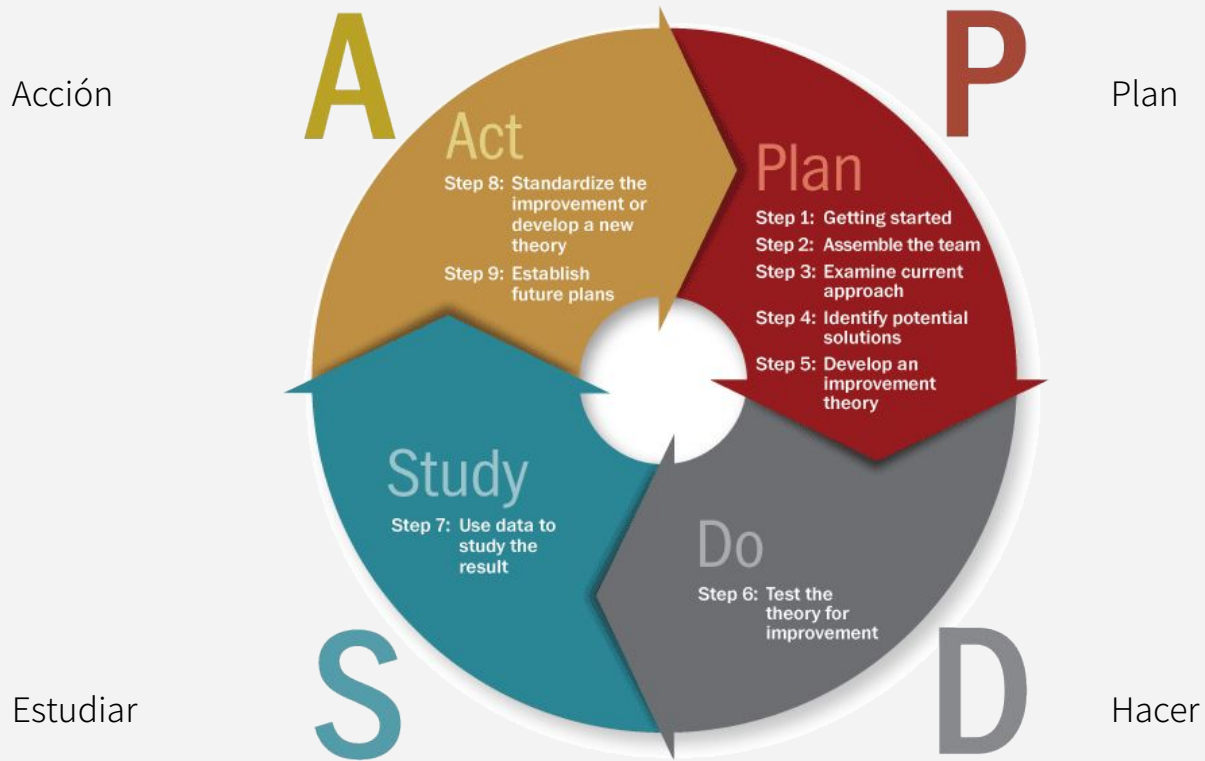 Acción
A
P
Plan
Act
Step 8: Standardize the
improvement or
develop a new
theory
Step 9: Establish
future plans
Plan
Step 1: Getting started
Step 2: Assemble the team
Step 3: Examine current
approach
Step 4: Identify potential
solutions
Step 5: Develop an
improvement
theory
Study
Step 7: Use data to
study the
result
Do
Step 6: Test the
theory for
improvement
Estudiar
S
D
Hacer